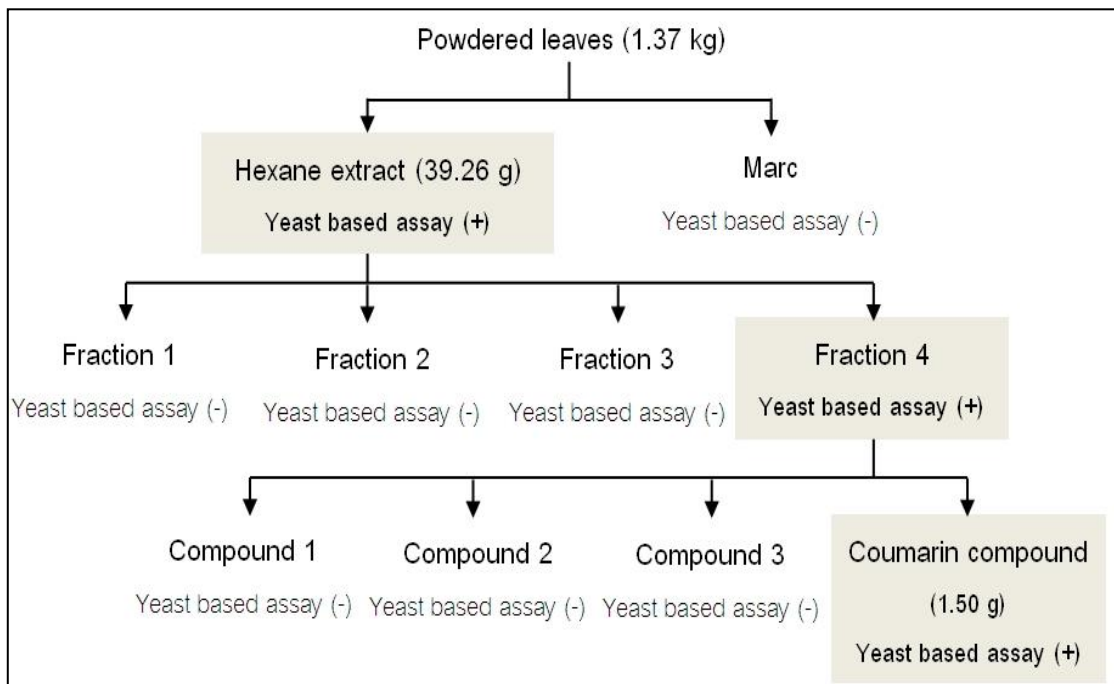 Powdered leaves (1.37 kg)
Hexane extract (39.26 g)
Yeast based assay (+)
Marc
Yeast based assay (-)
Fraction 1
Yeast based assay (-)
Fraction 2
Yeast based assay (-)
Fraction 3
Yeast based assay (-)
Fraction 4
Yeast based assay (+)
Compound 1
Yeast based assay (-)
Compound 2
Yeast based assay (-)
Compound 3
Yeast based assay (-)
Coumarin compound
(1.50 g)
Yeast based assay (+)